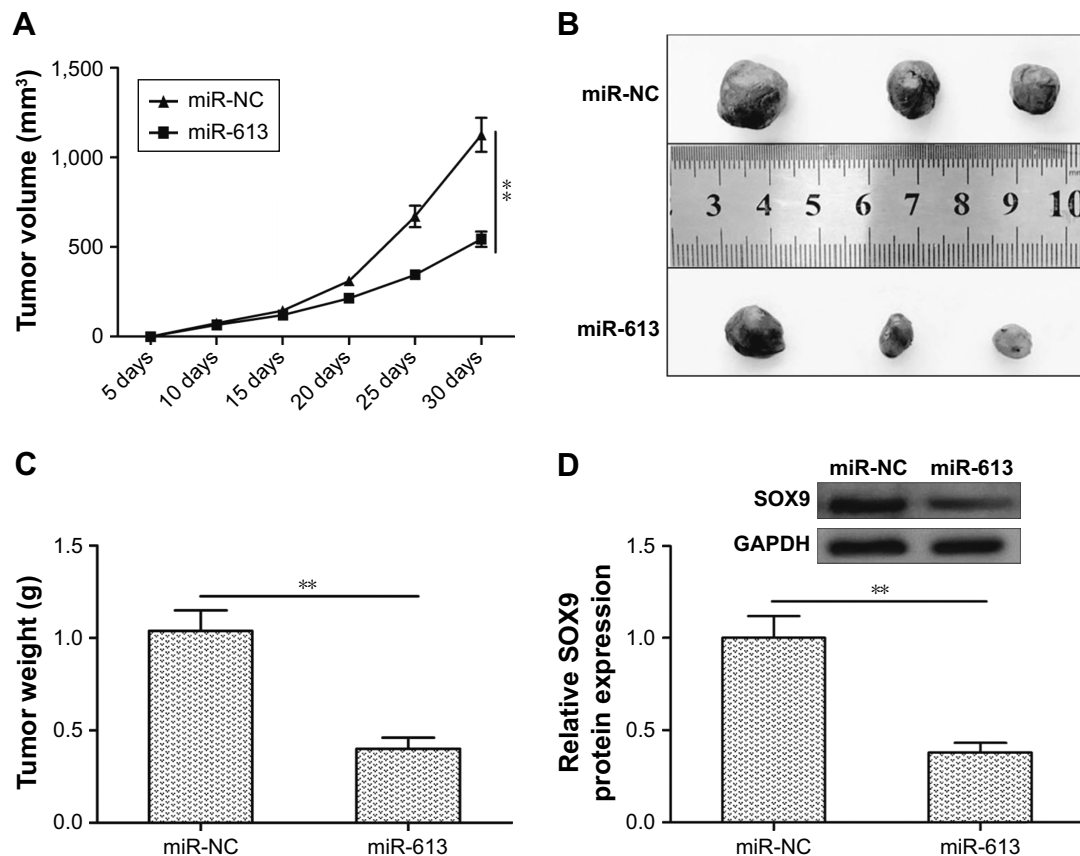 A
Tumor volume (mm³)
1,500
1,000
500
0
miR-NC
miR-613
**
5 days
10 days
15 days
20 days
25 days
30 days
B
miR-NC
3 4 5 6 7 8 9 10
miR-613
C
Tumor weight (g)
1.5
1.0
0.5
0.0
**
miR-NC
miR-613
D
miR-NC miR-613
SOX9
GAPDH
Relative SOX9
protein expression
1.5
1.0
0.5
0.0
**
miR-NC
miR-613